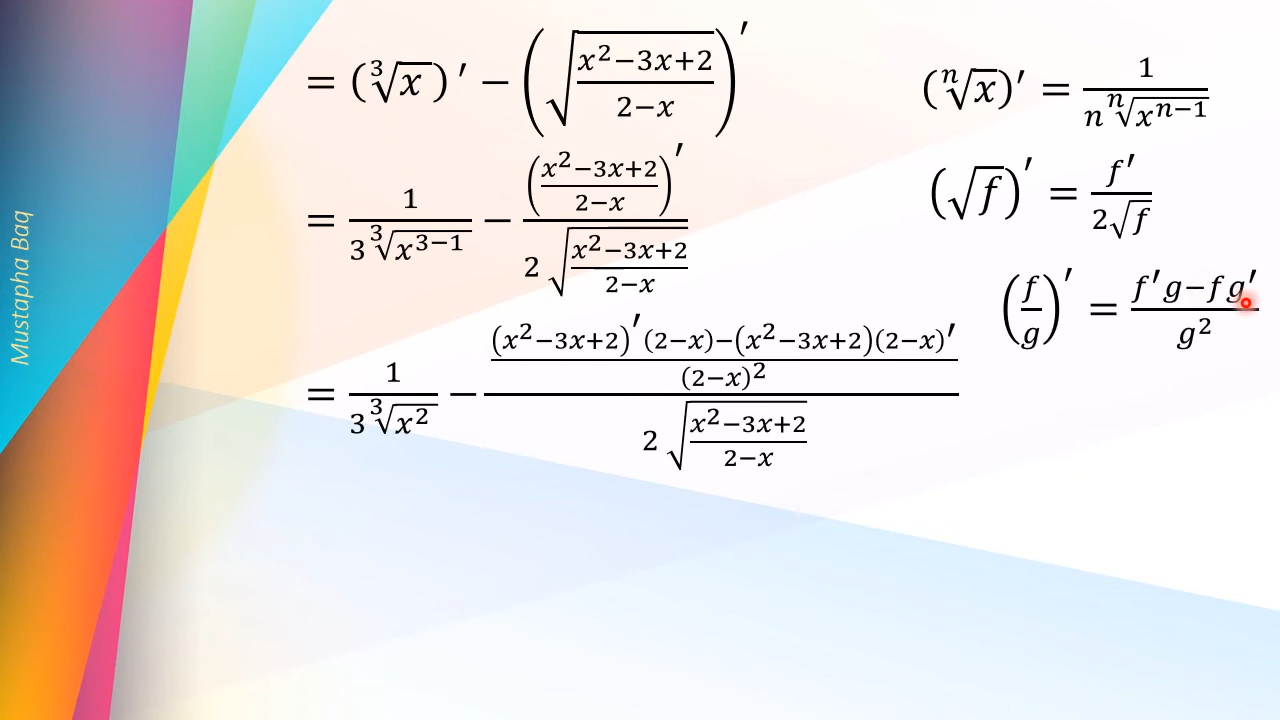 Mustapha Baq
= (∛x)′ − (√((x²−3x+2)/(2−x)))′
= 1/(3 ∛(x³⁻¹)) − ((x²−3x+2)/(2−x))′/(2 √((x²−3x+2)/(2−x)))
= 1/(3 ∛(x²)) − (((x²−3x+2)′(2−x)−(x²−3x+2)(2−x)′)/(2−x)²)/(2 √((x²−3x+2)/(2−x)))
(ⁿ√x)′ = 1/(n ⁿ√(xⁿ⁻¹))
(√f)′ = f′/(2√f)
(f/g)′ = (f′g−fg′)/g²